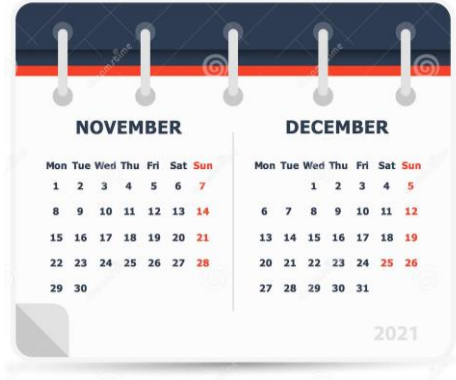 NOVEMBER
Mon Tue Wed Thu Fri Sat Sun
1 2 3 4 5 6 7
8 9 10 11 12 13 14
15 16 17 18 19 20 21
22 23 24 25 26 27 28
29 30
DECEMBER
Mon Tue Wed Thu Fri Sat Sun
1 2 3 4 5
6 7 8 9 10 11 12
13 14 15 16 17 18 19
20 21 22 23 24 25 26
27 28 29 30 31
2021
dreamstime